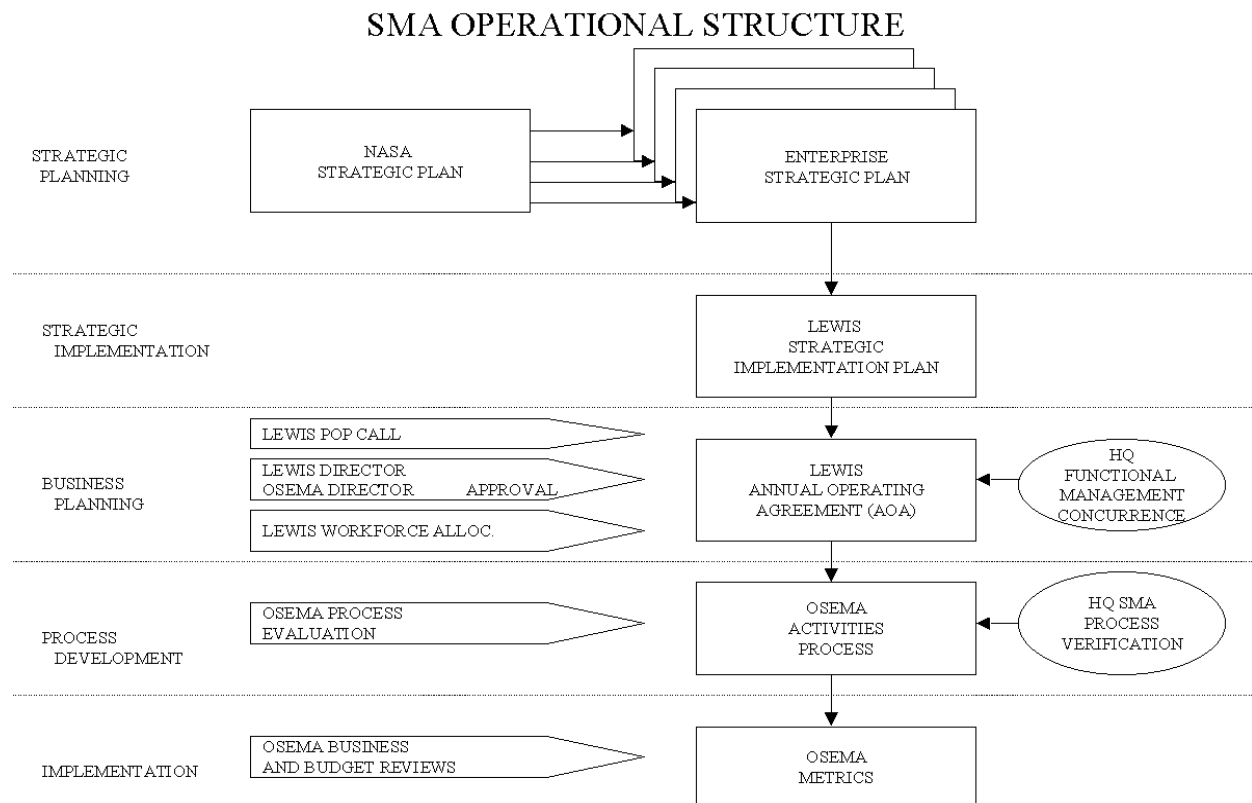 SMA OPERATIONAL STRUCTURE
STRATEGIC
PLANNING
NASA
STRATEGIC PLAN
ENTERPRISE
STRATEGIC PLAN
STRATEGIC
IMPLEMENTATION
LEWIS
STRATEGIC
IMPLEMENTATION PLAN
BUSINESS
PLANNING
LEWIS POP CALL
LEWIS DIRECTOR
OSEMA DIRECTOR APPROVAL
LEWIS WORKFORCE ALLOC.
LEWIS
ANNUAL OPERATING
AGREEMENT (AOA)
HQ
FUNCTIONAL
MANAGEMENT
CONCURRENCE
PROCESS
DEVELOPMENT
OSEMA PROCESS
EVALUATION
OSEMA
ACTIVITIES
PROCESS
HQ SMA
PROCESS
VERIFICATION
IMPLEMENTATION
OSEMA BUSINESS
AND BUDGET REVIEWS
OSEMA
METRICS